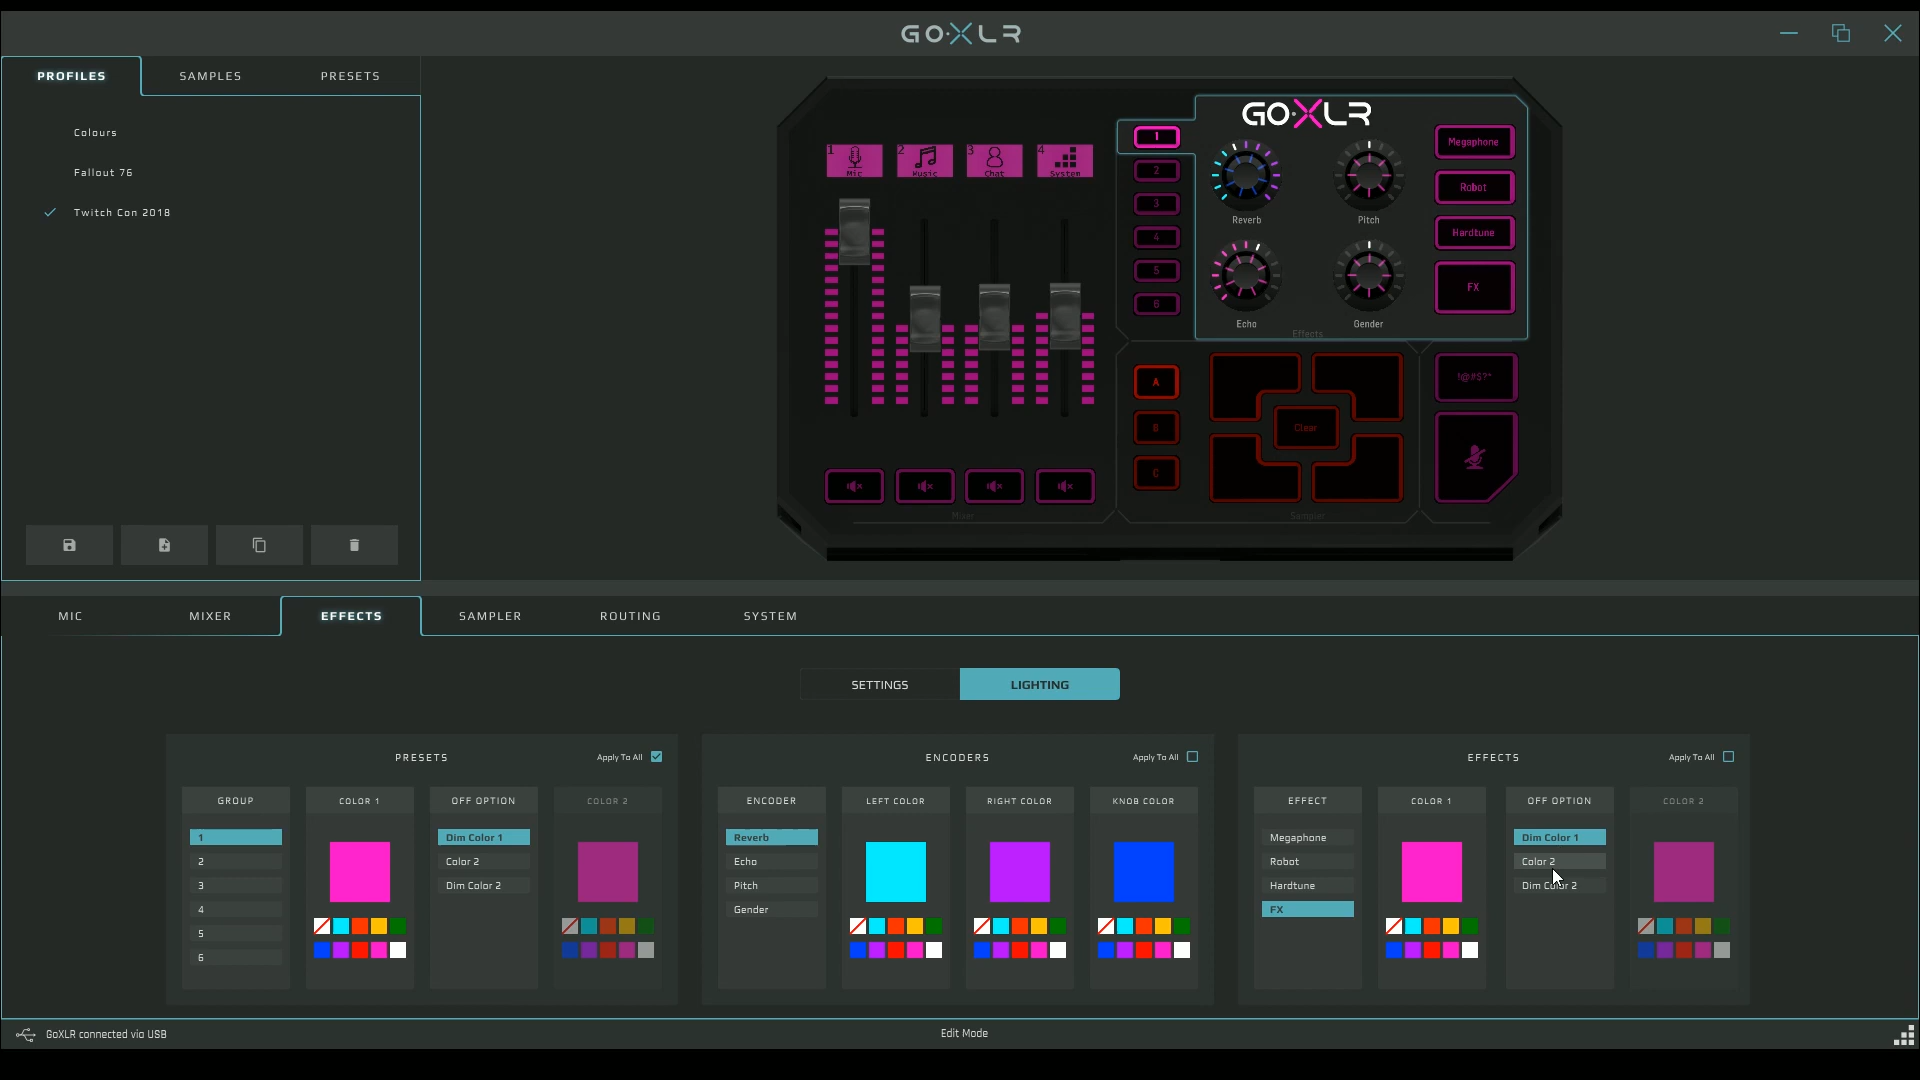 GO·XLR
PROFILES
SAMPLES
PRESETS
Colours
Fallout 76
Twitch Con 2018
GO·XLR
1
2
3
4
5
6
1
Mic
2
Music
3
Chat
4
System
Reverb
Pitch
Echo
Gender
Effects
Megaphone
Robot
Hardtune
FX
A
B
C
Clear
!@#$?*
Mixer
Sampler
MIC
MIXER
EFFECTS
SAMPLER
ROUTING
SYSTEM
SETTINGS
LIGHTING
PRESETS
Apply To All
GROUP
COLOR 1
OFF OPTION
COLOR 2
1
2
3
4
5
6
Dim Color 1
Color 2
Dim Color 2
ENCODERS
Apply To All
ENCODER
LEFT COLOR
RIGHT COLOR
KNOB COLOR
Reverb
Echo
Pitch
Gender
EFFECTS
Apply To All
EFFECT
COLOR 1
OFF OPTION
COLOR 2
Megaphone
Robot
Hardtune
FX
Dim Color 1
Color 2
Dim Color 2
GoXLR connected via USB
Edit Mode